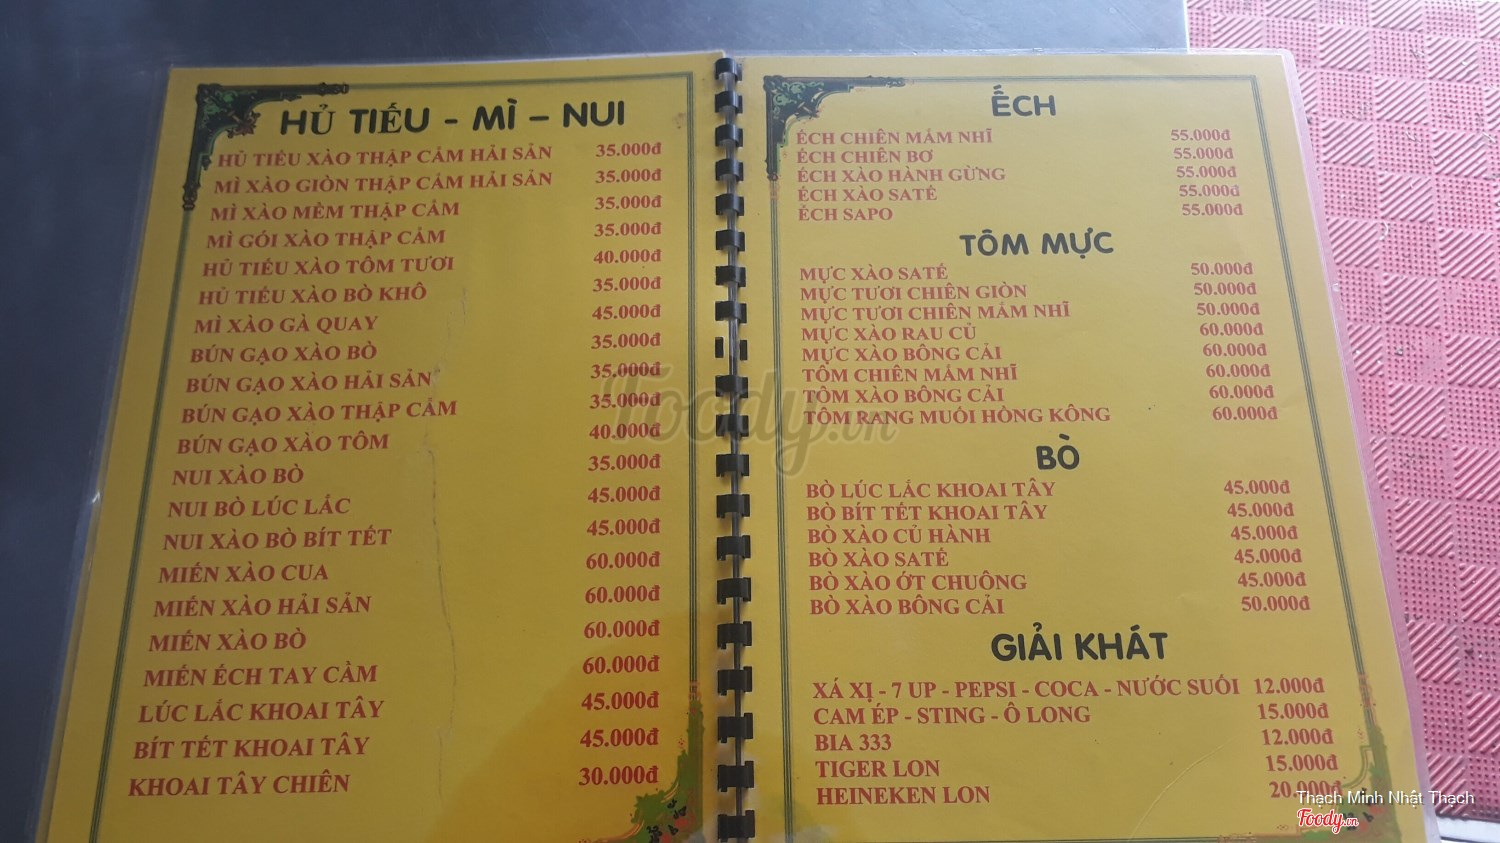 HỦ TIẾU - MÌ – NUI
HỦ TIẾU XÀO THẬP CẨM HẢI SẢN 35.000đ
MÌ XÀO GIÒN THẬP CẨM HẢI SẢN 35.000đ
MÌ XÀO MỀM THẬP CẨM 35.000đ
MÌ GÓI XÀO THẬP CẨM 35.000đ
HỦ TIẾU XÀO TÔM TƯƠI 40.000đ
HỦ TIẾU XÀO BÒ KHÔ 35.000đ
MÌ XÀO GÀ QUAY 45.000đ
BÚN GẠO XÀO BÒ 35.000đ
BÚN GẠO XÀO HẢI SẢN 35.000đ
BÚN GẠO XÀO THẬP CẨM 35.000đ
BÚN GẠO XÀO TÔM 40.000đ
NUI XÀO BÒ 35.000đ
NUI BÒ LÚC LẮC 45.000đ
NUI XÀO BÒ BÍT TẾT 45.000đ
MIẾN XÀO CUA 60.000đ
MIẾN XÀO HẢI SẢN 60.000đ
MIẾN XÀO BÒ 60.000đ
MIẾN ẾCH TAY CẦM 60.000đ
LÚC LẮC KHOAI TÂY 45.000đ
BÍT TẾT KHOAI TÂY 45.000đ
KHOAI TÂY CHIÊN 30.000đ
ẾCH
ẾCH CHIÊN MẮM NHĨ 55.000đ
ẾCH CHIÊN BƠ 55.000đ
ẾCH XÀO HÀNH GỪNG 55.000đ
ẾCH XÀO SATẾ 55.000đ
ẾCH SAPO 55.000đ
TÔM MỰC
MỰC XÀO SATẾ 50.000đ
MỰC TƯƠI CHIÊN GIÒN 50.000đ
MỰC TƯƠI CHIÊN MẮM NHĨ 50.000đ
MỰC XÀO RAU CỦ 60.000đ
MỰC XÀO BÔNG CẢI 60.000đ
TÔM CHIÊN MẮM NHĨ 60.000đ
TÔM XÀO BÔNG CẢI 60.000đ
TÔM RANG MUỐI HỒNG KÔNG 60.000đ
BÒ
BÒ LÚC LẮC KHOAI TÂY 45.000đ
BÒ BÍT TẾT KHOAI TÂY 45.000đ
BÒ XÀO CỦ HÀNH 45.000đ
BÒ XÀO SATẾ 45.000đ
BÒ XÀO ỚT CHUÔNG 45.000đ
BÒ XÀO BÔNG CẢI 50.000đ
GIẢI KHÁT
XÁ XỊ - 7 UP - PEPSI - COCA - NƯỚC SUỐI 12.000đ
CAM ÉP - STING - Ô LONG 15.000đ
BIA 333 12.000đ
TIGER LON 15.000đ
HEINEKEN LON 20.000đ
Foody.vn
Thạch Minh Nhật Thạch
Foody.vn